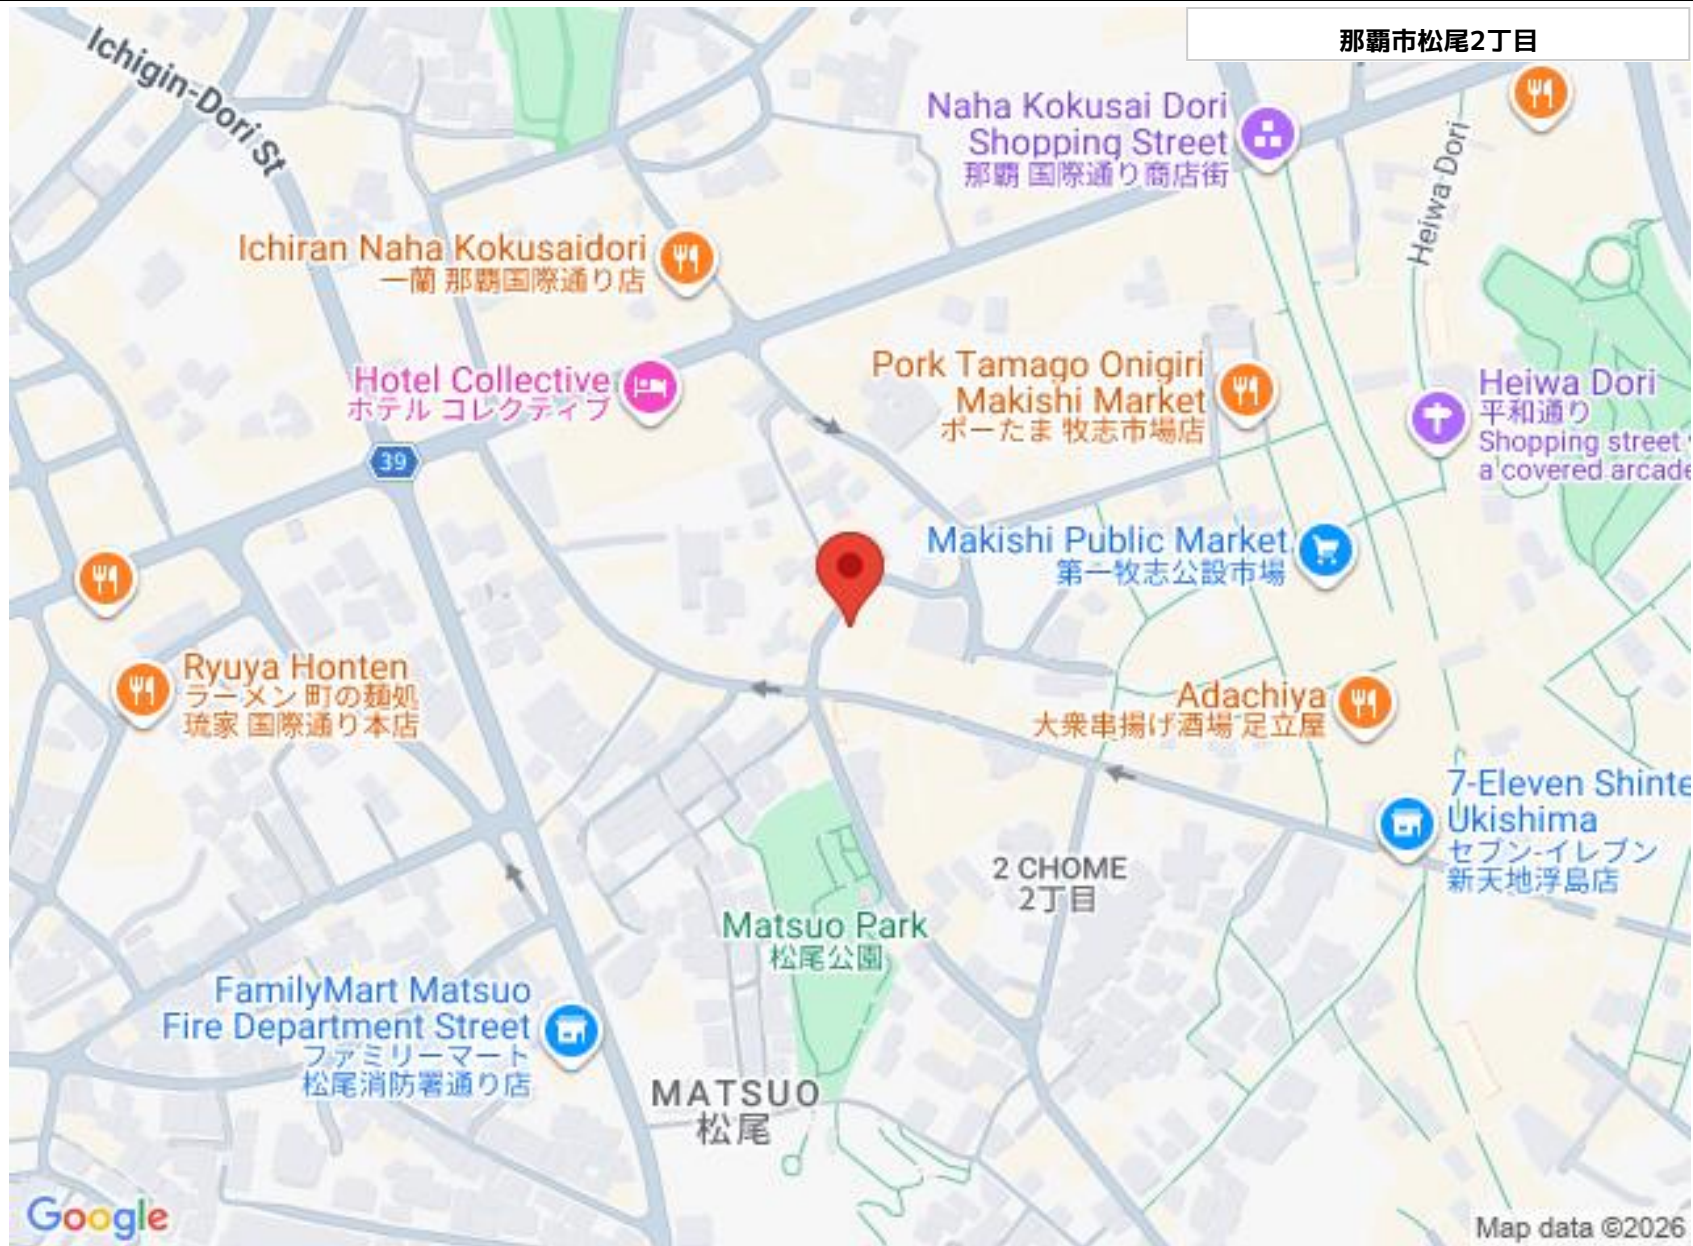 那覇市松尾2丁目
Ichigin-Dori St
Naha Kokusai Dori
Shopping Street
那覇 国際通り商店街
Heiwa Dori
Ichiran Naha Kokusaidori
一蘭 那覇国際通り店
Hotel Collective
ホテル コレクティブ
Pork Tamago Onigiri
Makishi Market
ポーたま 牧志市場店
Heiwa Dori
平和通り
Shopping street
a covered arcade
39
Makishi Public Market
第一牧志公設市場
Ryuya Honten
ラーメン 町の麺処
琉家 国際通り本店
Adachiya
大衆串揚げ酒場 足立屋
7-Eleven Shinte
Ukishima
セブン-イレブン
新天地浮島店
2 CHOME
2丁目
Matsuo Park
松尾公園
FamilyMart Matsuo
Fire Department Street
ファミリーマート
松尾消防署通り店
MATSUO
松尾
Google
Map data ©2026